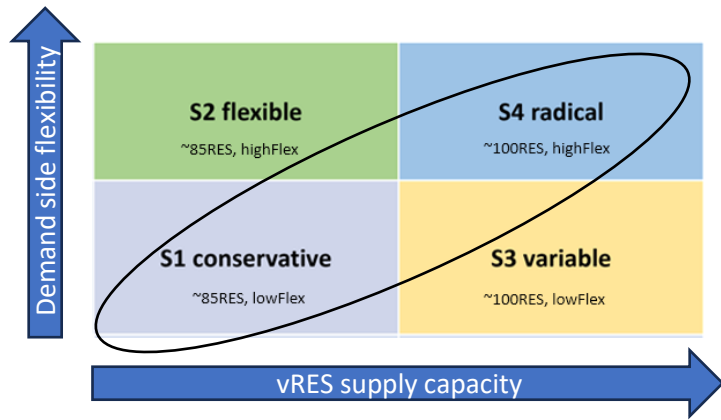 Demand side flexibility
S2 flexible
~85RES, highFlex
S4 radical
~100RES, highFlex
S1 conservative
~85RES, lowFlex
S3 variable
~100RES, lowFlex
vRES supply capacity